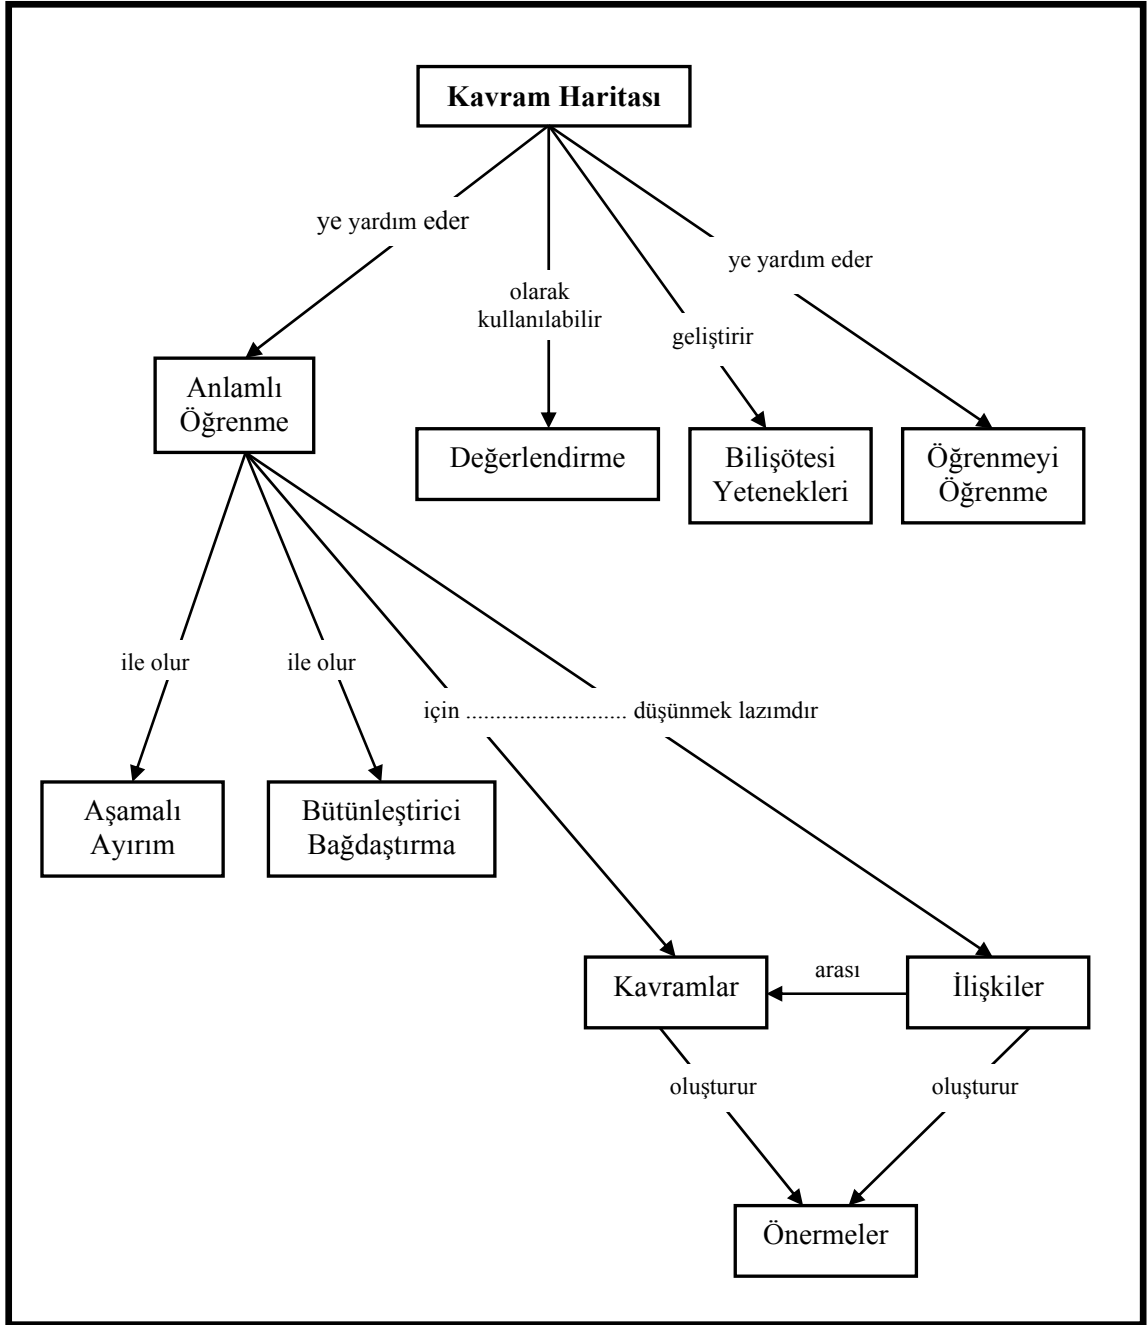 Kavram Haritası
ye yardım eder
ye yardım eder
olarak
kullanılabilir
geliştirir
Anlamlı
Öğrenme
Değerlendirme
Bilişötesi
Yetenekleri
Öğrenmeyi
Öğrenme
ile olur
ile olur
için ........................... düşünmek lazımdır
Aşamalı
Ayırım
Bütünleştirici
Bağdaştırma
Kavramlar
arası
İlişkiler
oluşturur
oluşturur
Önermeler